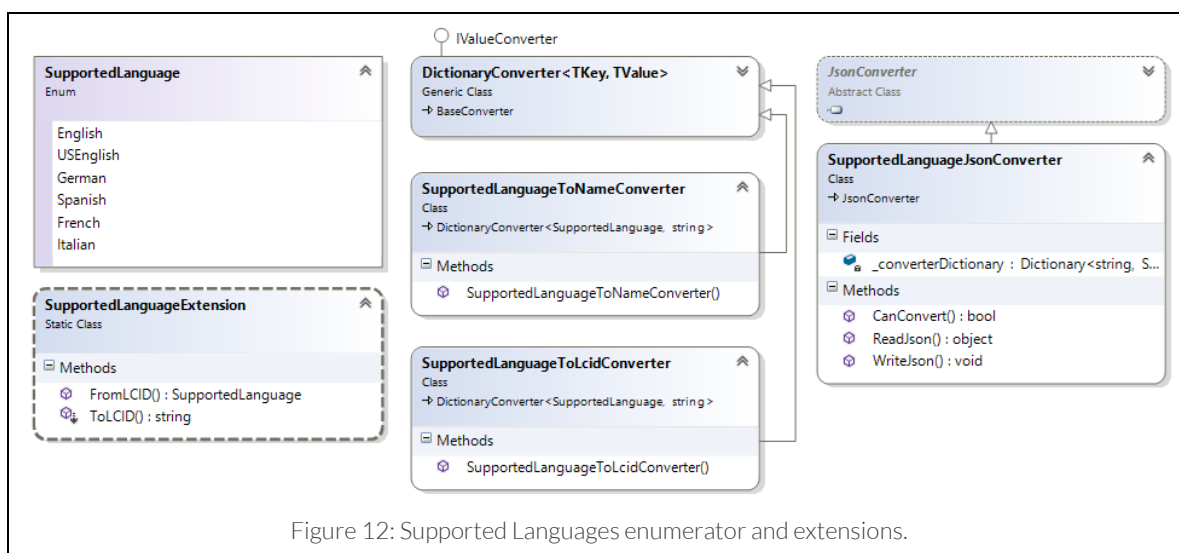 SupportedLanguage
Enum
English
USEnglish
German
Spanish
French
Italian
SupportedLanguageExtension
Static Class
Methods
FromLCID() : SupportedLanguage
ToLCID() : string
IValueConverter
DictionaryConverter<TKey, TValue>
Generic Class
BaseConverter
SupportedLanguageToNameConverter
Class
DictionaryConverter<SupportedLanguage, string>
Methods
SupportedLanguageToNameConverter()
SupportedLanguageToLcidConverter
Class
DictionaryConverter<SupportedLanguage, string>
Methods
SupportedLanguageToLcidConverter()
JsonConverter
Abstract Class
SupportedLanguageJsonConverter
Class
JsonConverter
Fields
_converterDictionary : Dictionary<string, S...
Methods
CanConvert() : bool
ReadJson() : object
WriteJson() : void
Figure 12: Supported Languages enumerator and extensions.